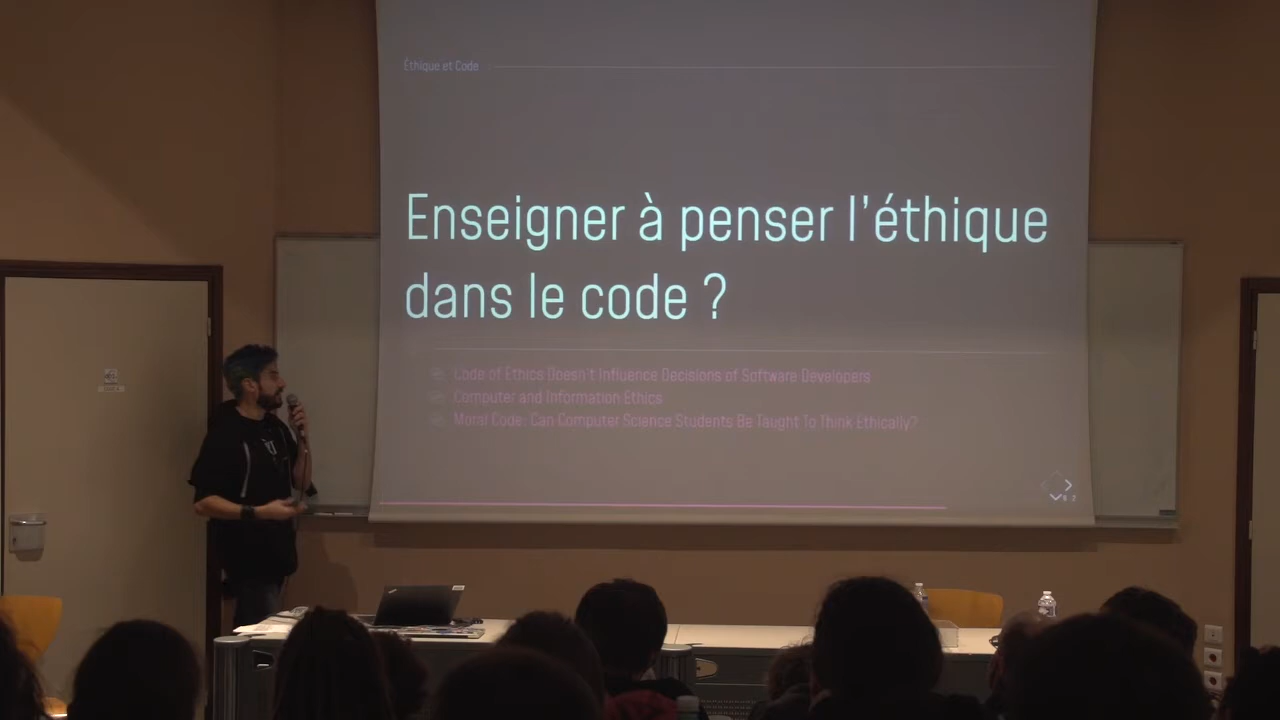 Éthique et Code
Enseigner à penser l'éthique
dans le code ?
Code of Ethics Doesn't Influence Decisions of Software Developers
Computer and Information Ethics
Moral Code: Can Computer Science Students Be Taught To Think Ethically?